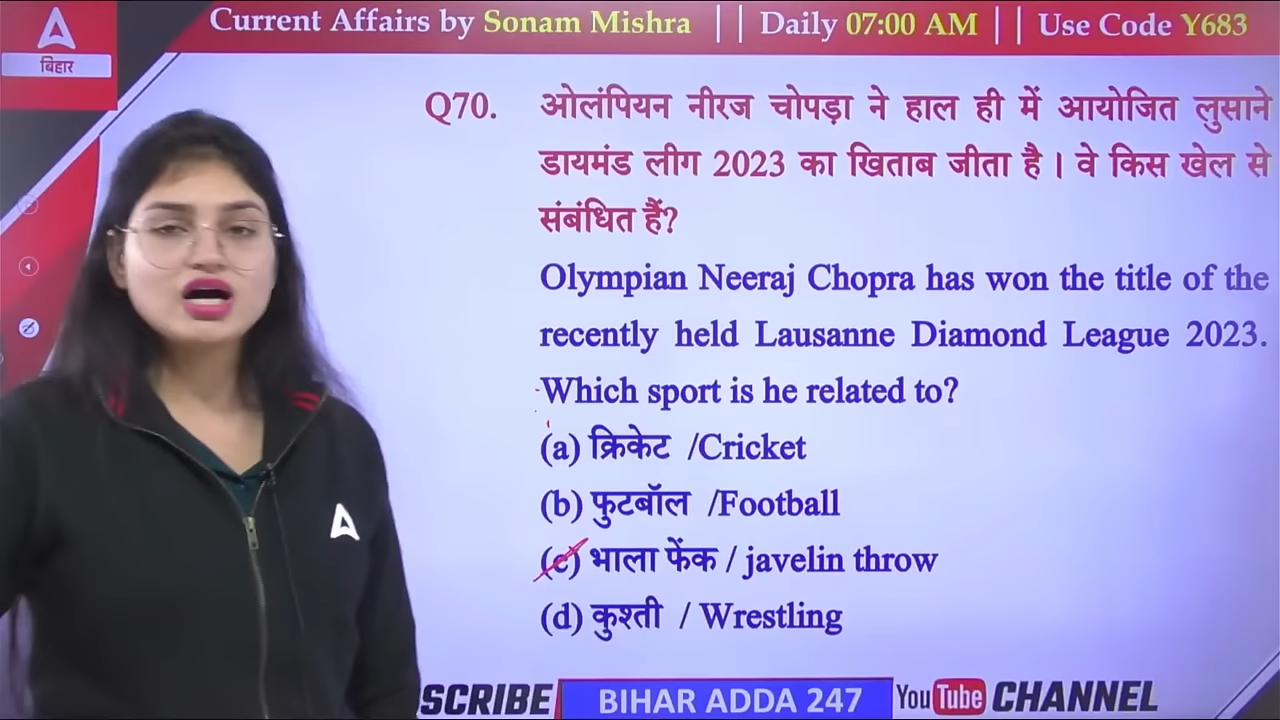 Current Affairs by Sonam Mishra || Daily 07:00 AM || Use Code Y683
बिहार
Q70. ओलंपियन नीरज चोपड़ा ने हाल ही में आयोजित लुसाने
डायमंड लीग 2023 का खिताब जीता है। वे किस खेल से
संबंधित हैं?
Olympian Neeraj Chopra has won the title of the
recently held Lausanne Diamond League 2023.
Which sport is he related to?
(a) क्रिकेट /Cricket
(b) फुटबॉल /Football
(c) भाला फेंक / javelin throw
(d) कुश्ती / Wrestling
SCRIBE BIHAR ADDA 247 YouTube CHANNEL